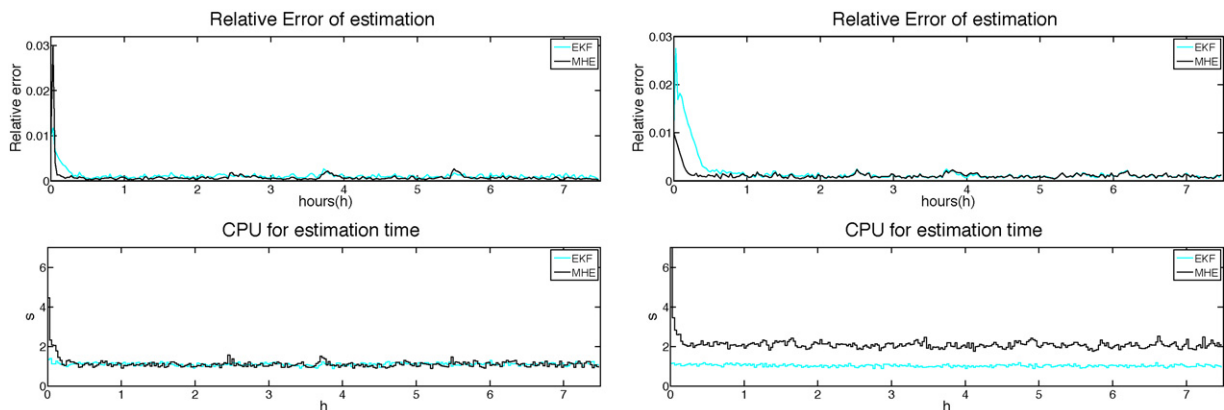 Relative Error of estimation
Relative error
0.03
0.02
0.01
0
0 1 2 3 4 5 6 7
hours(h)
EKF
MHE
Relative Error of estimation
Relative error
0.03
0.02
0.01
0
0 1 2 3 4 5 6 7
hours(h)
EKF
MHE
CPU for estimation time
s
6
4
2
0
0 1 2 3 4 5 6 7
h
EKF
MHE
CPU for estimation time
s
6
4
2
0
0 1 2 3 4 5 6 7
h
EKF
MHE